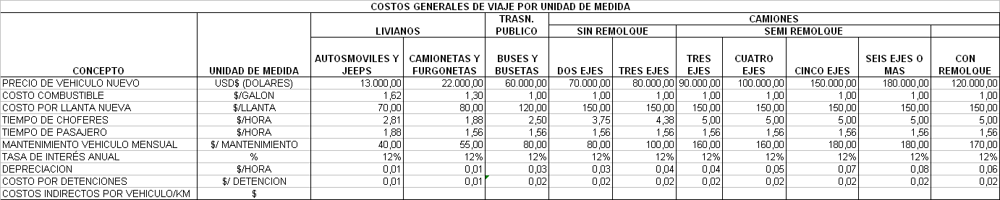 COSTOS GENERALES DE VIAJE POR UNIDAD DE MEDIDA
CONCEPTO UNIDAD DE MEDIDA LIVIANOS TRASN. PUBLICO CAMIONES
SIN REMOLQUE SEMI REMOLQUE
AUTOSMOVILES Y JEEPS CAMIONETAS Y FURGONETAS BUSES Y BUSETAS DOS EJES TRES EJES TRES EJES CUATRO EJES CINCO EJES SEIS EJES O MAS CON REMOLQUE
PRECIO DE VEHICULO NUEVO USD$ (DOLARES) 13.000,00 22.000,00 60.000,00 70.000,00 80.000,00 90.000,00 100.000,00 150.000,00 180.000,00 120.000,00
COSTO COMBUSTIBLE $/GALON 1,62 1,30 1,00 1,00 1,00 1,00 1,00 1,00 1,00 1,00
COSTO POR LLANTA NUEVA $/LLANTA 70,00 80,00 120,00 150,00 150,00 150,00 150,00 150,00 150,00 150,00
TIEMPO DE CHOFERES $/HORA 2,81 1,88 2,50 3,75 4,38 5,00 5,00 5,00 5,00 5,00
TIEMPO DE PASAJERO $/HORA 1,88 1,56 1,56 1,56 1,56 1,56 1,56 1,56 1,56 1,56
MANTENIMIENTO VEHICULO MENSUAL $/ MANTENIMIENTO 40,00 55,00 80,00 80,00 100,00 160,00 160,00 180,00 180,00 170,00
TASA DE INTERÉS ANUAL % 12% 12% 12% 12% 12% 12% 12% 12% 12% 12%
DEPRECIACION $/HORA 0,01 0,01 0,03 0,03 0,04 0,04 0,05 0,07 0,08 0,06
COSTO POR DETENCIONES $/ DETENCION 0,01 0,01 0,02 0,02 0,02 0,02 0,02 0,02 0,02 0,02
COSTOS INDIRECTOS POR VEHICULO/KM $